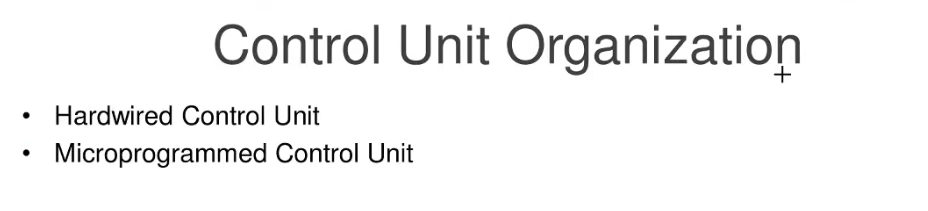 Control Unit Organization
• Hardwired Control Unit
• Microprogrammed Control Unit